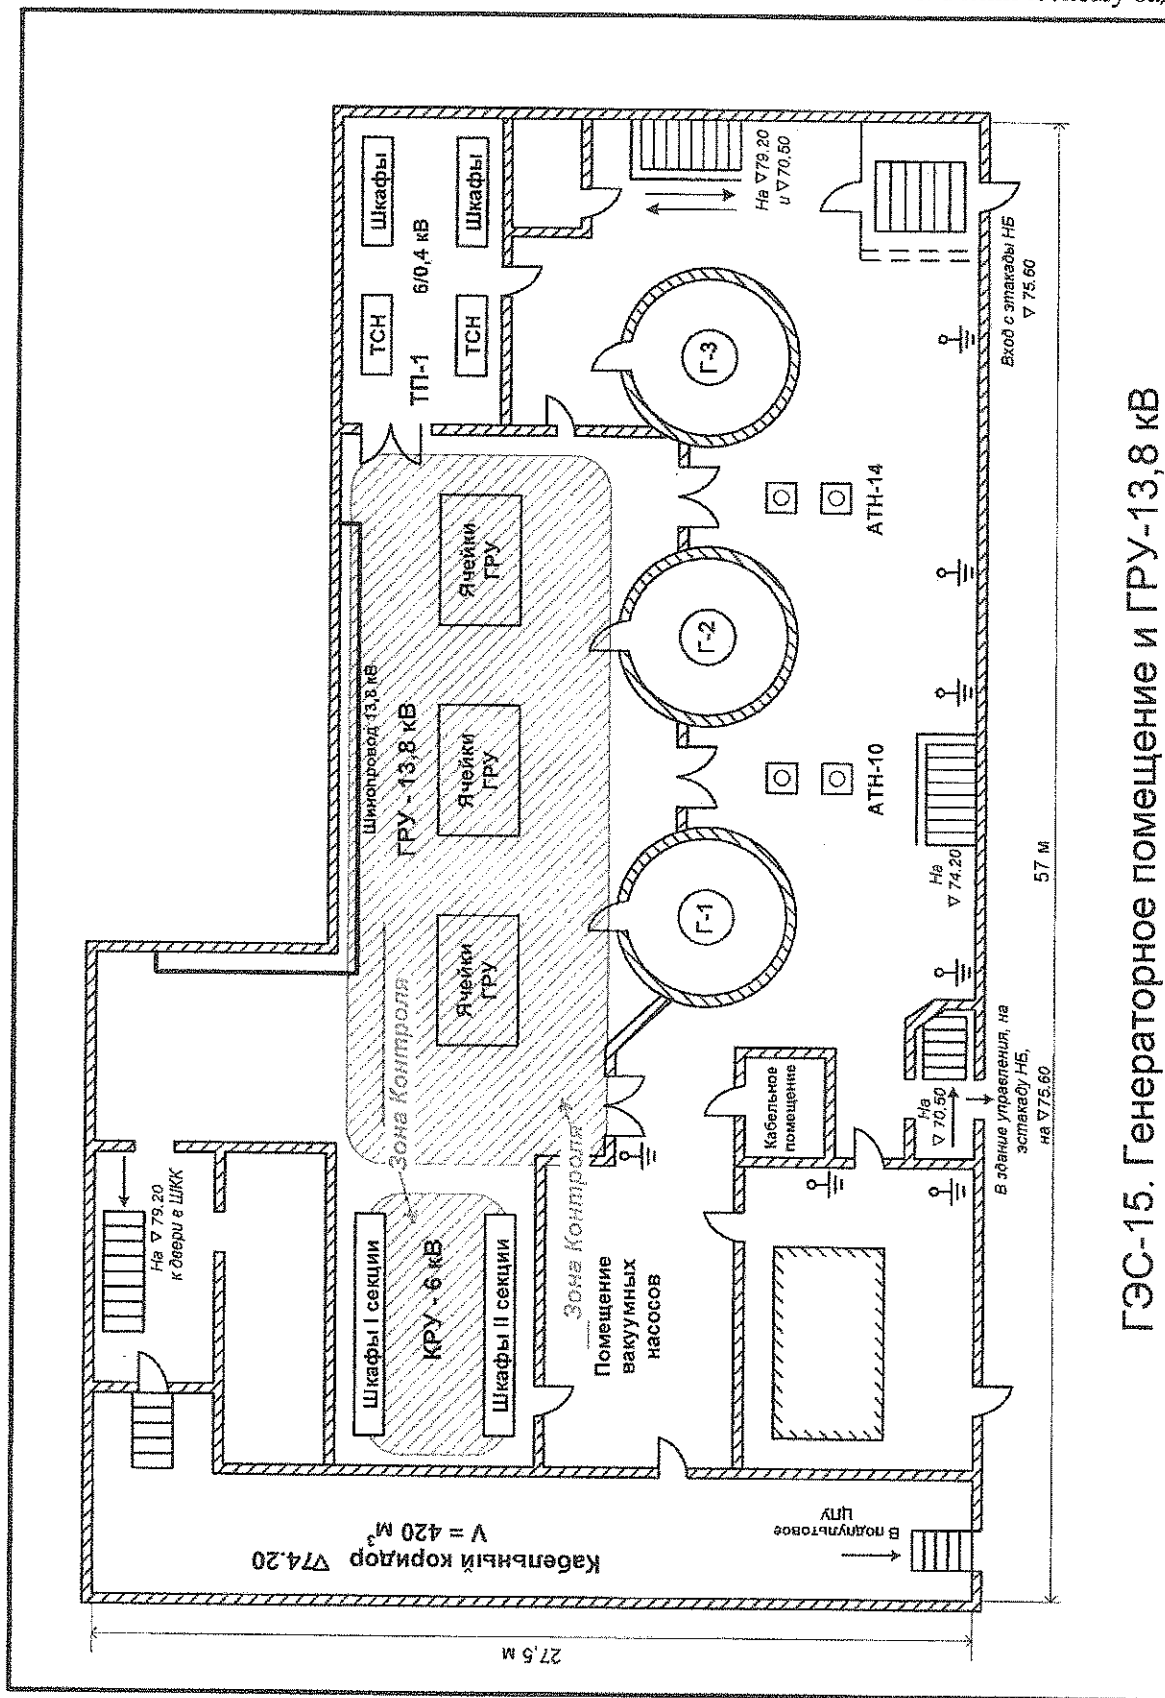 На ▽79.20
к двери в ШКК
Шкафы I секции
КРУ - 6 кВ
Шкафы II секции
Зона Контроля
Зона Контроля
Шинопровод 13,8 кВ
ГРУ - 13,8 кВ
Ячейки
ГРУ
Ячейки
ГРУ
Ячейки
ГРУ
ТСН
Шкафы
ТП-1
6/0,4 кВ
ТСН
Шкафы
Кабельный коридор ▽74.20
V = 420 м³
Помещение
вакуумных
насосов
Кабельное
помещение
Г-1
Г-2
Г-3
На ▽79.20
и ▽70.50
АТН-10
АТН-14
В подпультовое
ЦПУ
На
▽ 70.50
На
▽ 74.20
В здание управления, на
эстакаду НБ,
на ▽75.60
Вход с этакады НБ
▽ 75.60
27,5 м
57 м
ГЭС-15. Генераторное помещение и ГРУ-13,8 кВ